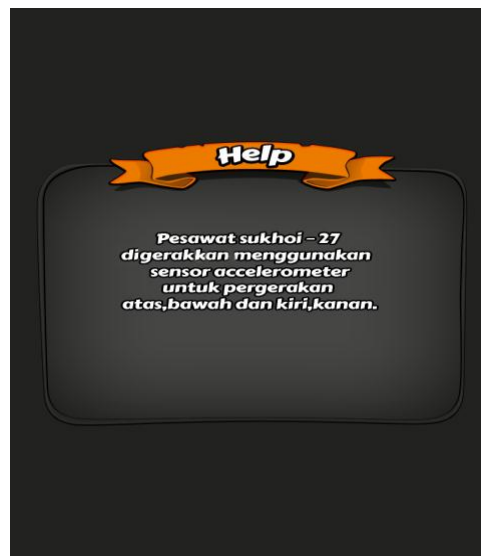 Help
Pesawat sukhoi - 27
digerakkan menggunakan
sensor accelerometer
untuk pergerakan
atas,bawah dan kiri,kanan.